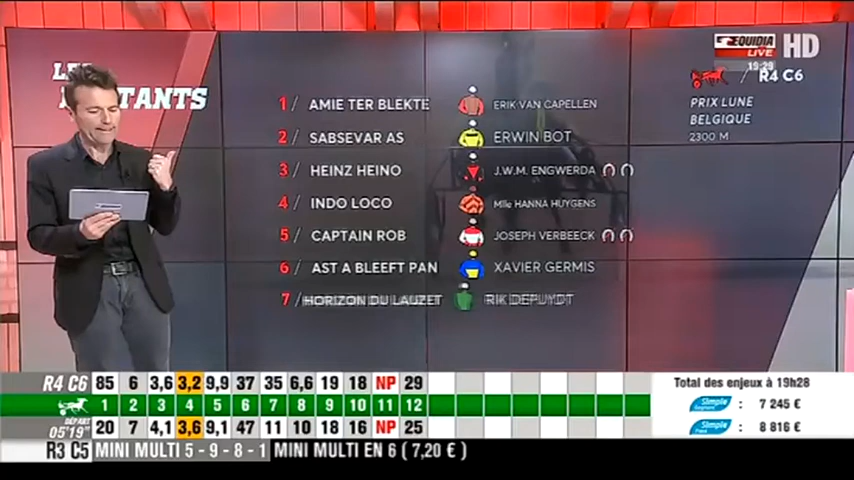 EQUIDIA
LIVE
HD
19:29
R4 C6
PRIX LUNE
BELGIQUE
2300 M
1 / AMIE TER BLEKTE ERIK VAN CAPELLEN
2 / SABSEVAR AS ERWIN BOT
3 / HEINZ HEINO J.W.M. ENGWERDA
4 / INDO LOCO Mlle HANNA HUYGENS
5 / CAPTAIN ROB JOSEPH VERBEECK
6 / AST A BLEEFT PAN XAVIER GERMIS
7 / HORIZON DU LAUZET RIK DEPUYDT
R4 C6 85 6 3,6 3,2 9,9 37 35 6,6 19 18 NP 29
1 2 3 4 5 6 7 8 9 10 11 12
DÉPART
05'19" 20 7 4,1 3,6 9,1 47 11 10 18 16 NP 25
Total des enjeux à 19h28
Simple Gagnant : 7 245 €
Simple Placé : 8 816 €
R3 C5 MINI MULTI 5 - 9 - 8 - 1 MINI MULTI EN 6 ( 7,20 € )